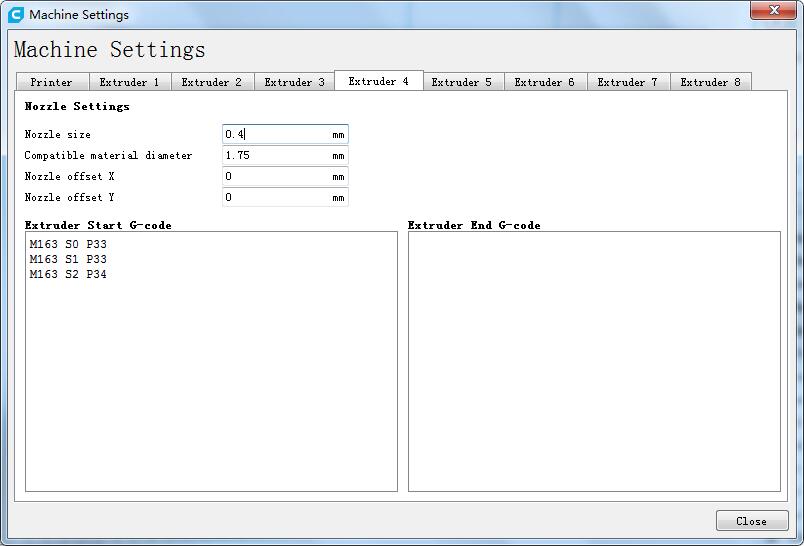 Machine Settings
Machine Settings
Printer Extruder 1 Extruder 2 Extruder 3 Extruder 4 Extruder 5 Extruder 6 Extruder 7 Extruder 8
Nozzle Settings
Nozzle size 0.4 mm
Compatible material diameter 1.75 mm
Nozzle offset X 0 mm
Nozzle offset Y 0 mm
Extruder Start G-code Extruder End G-code
M163 S0 P33
M163 S1 P33
M163 S2 P34
Close